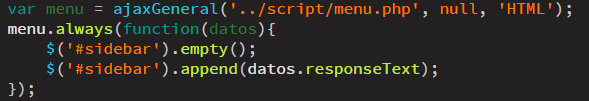 var menu = ajaxGeneral('../script/menu.php', null, 'HTML');
menu.always(function(datos){
    $('#sidebar').empty();
    $('#sidebar').append(datos.responseText);
});